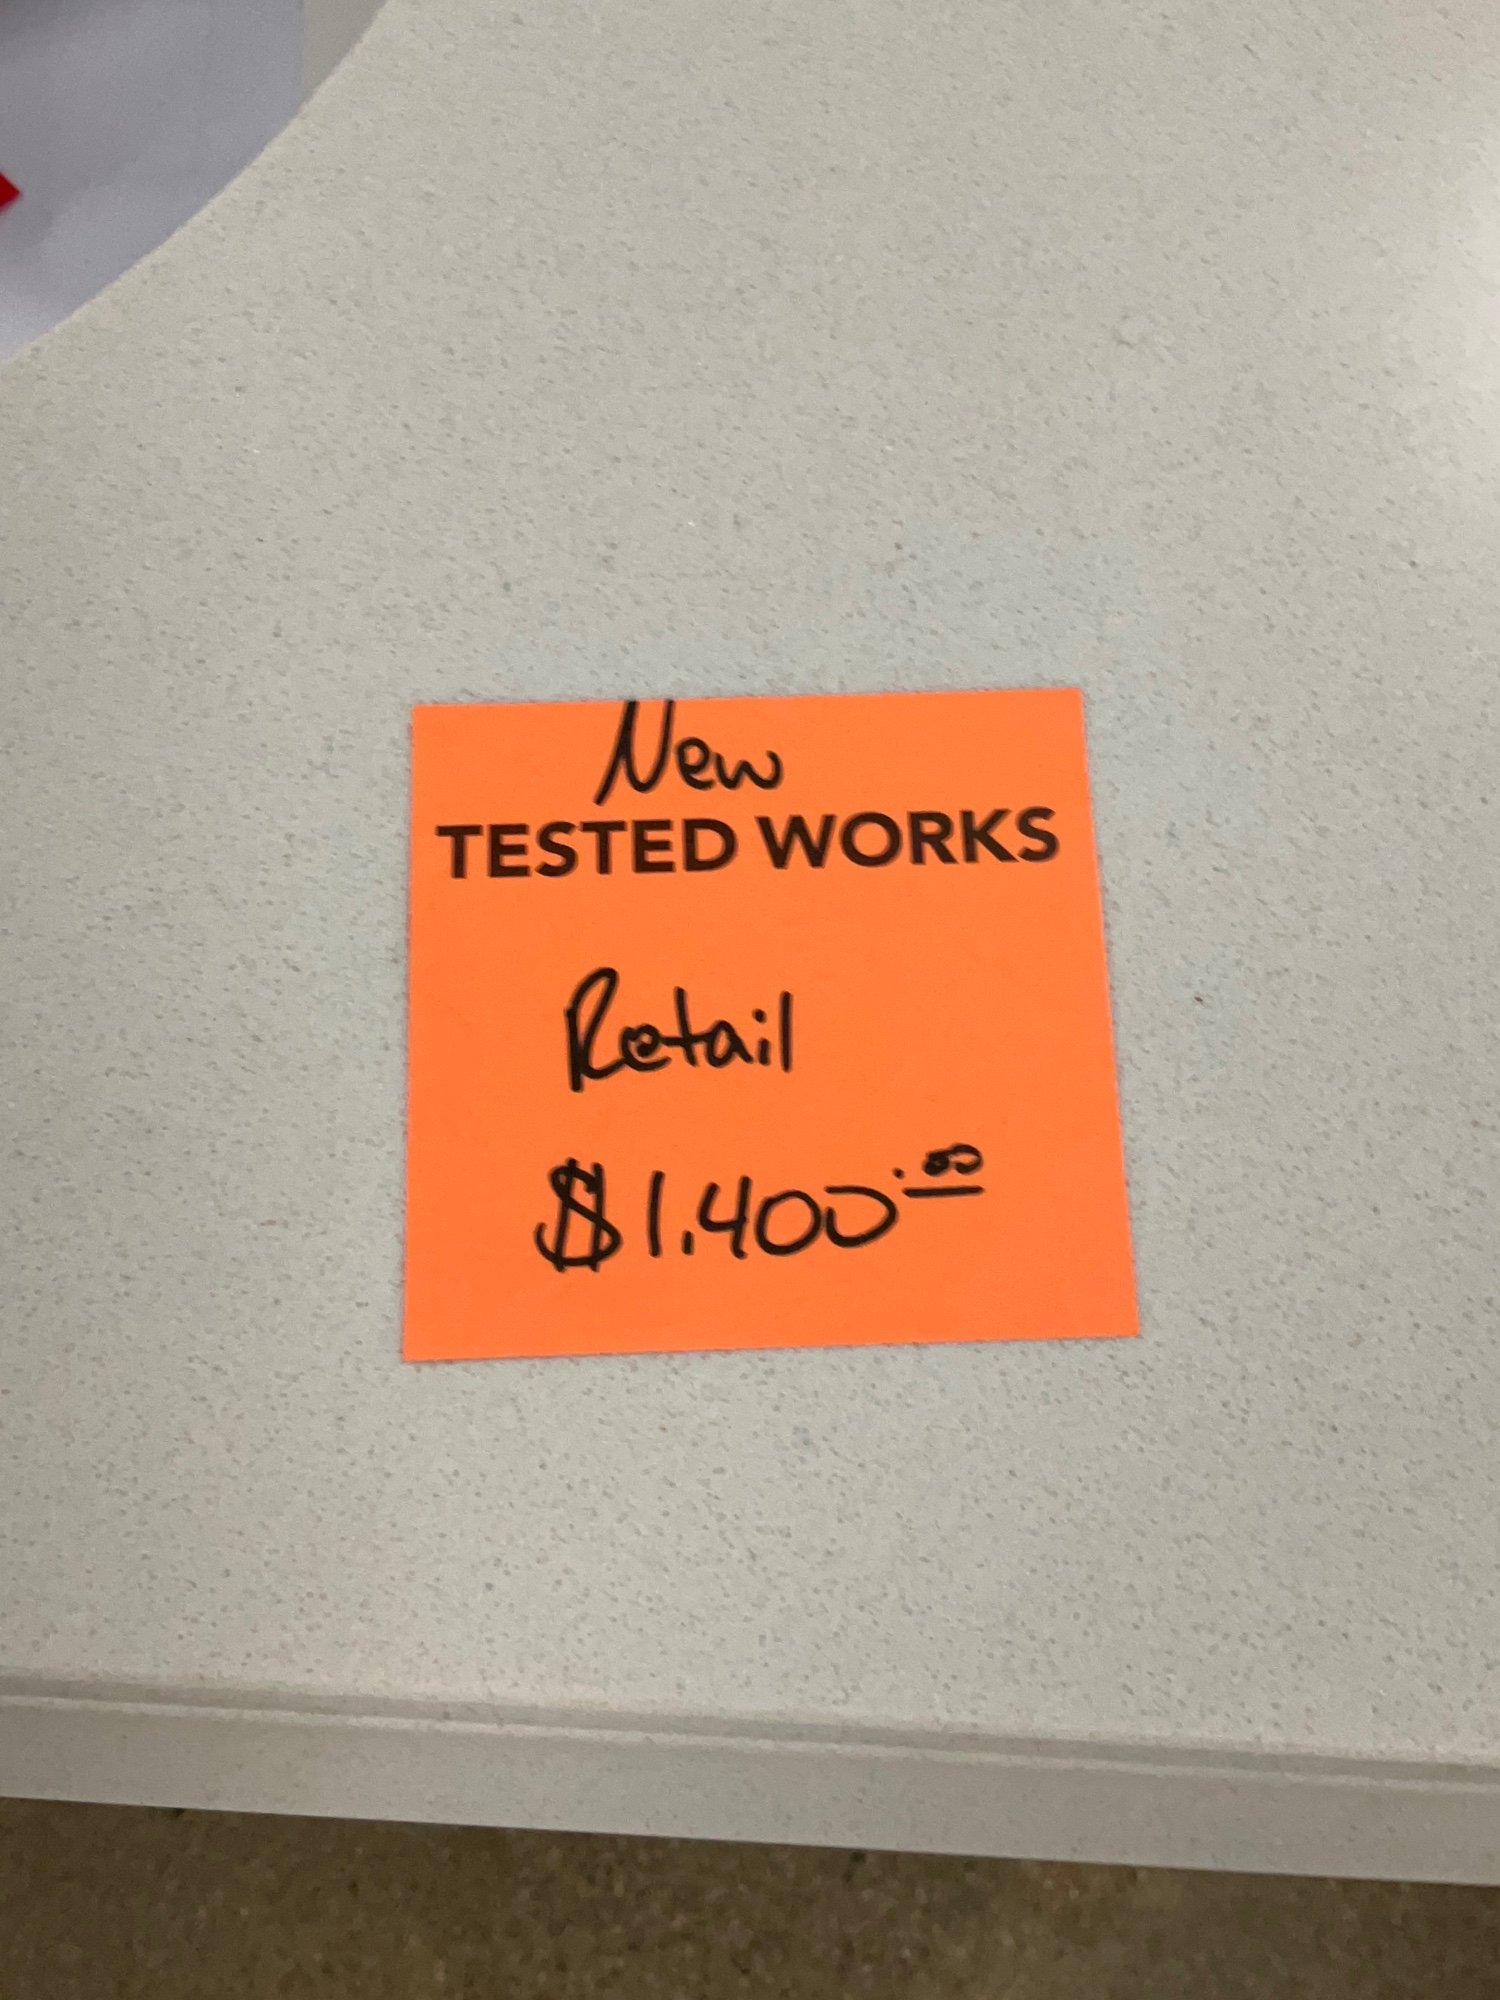 New
TESTED WORKS
Retail
$1.400.00